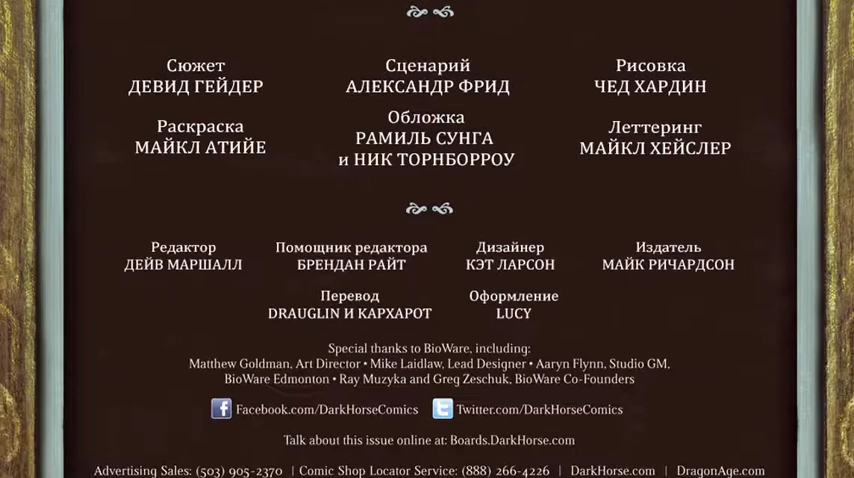 Сюжет
ДЕВИД ГЕЙДЕР
Сценарий
АЛЕКСАНДР ФРИД
Рисовка
ЧЕД ХАРДИН
Раскраска
МАЙКЛ АТИЙЕ
Обложка
РАМИЛЬ СУНГА
и НИК ТОРНБОРРОУ
Леттеринг
МАЙКЛ ХЕЙСЛЕР
Редактор
ДЕЙВ МАРШАЛЛ
Помощник редактора
БРЕНДАН РАЙТ
Дизайнер
КЭТ ЛАРСОН
Издатель
МАЙК РИЧАРДСОН
Перевод
DRAUGLIN И КАРХАРОТ
Оформление
LUCY
Special thanks to BioWare, including:
Matthew Goldman, Art Director • Mike Laidlaw, Lead Designer • Aaryn Flynn, Studio GM,
BioWare Edmonton • Ray Muzyka and Greg Zeschuk, BioWare Co-Founders
Facebook.com/DarkHorseComics Twitter.com/DarkHorseComics
Talk about this issue online at: Boards.DarkHorse.com
Advertising Sales: (503) 905-2370 | Comic Shop Locator Service: (888) 266-4226 | DarkHorse.com | DragonAge.com